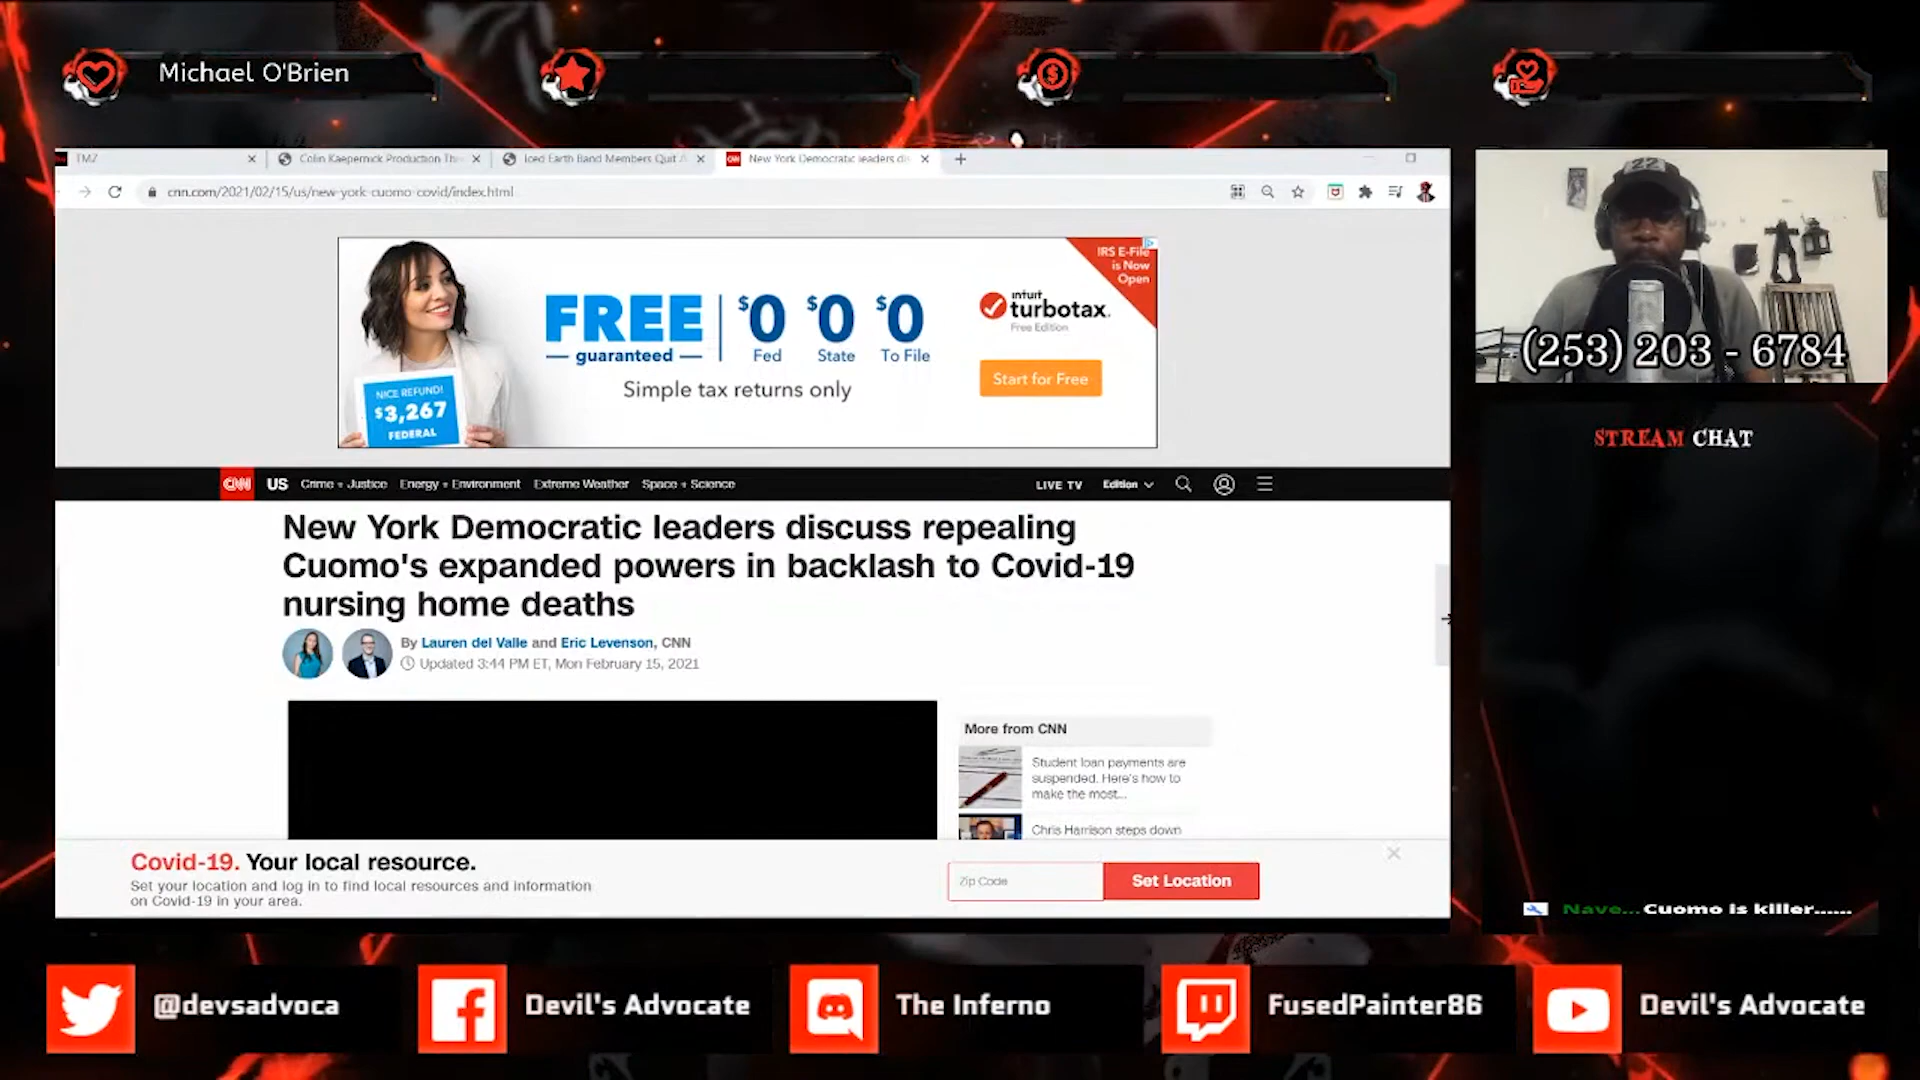 Michael O'Brien
TMZ
Colin Kaepernick Production Thr
Iced Earth Band Members Quit
New York Democratic leaders di
cnn.com/2021/02/15/us/new-york-cuomo-covid/index.html
22
IRS E-File
is Now
Open
FREE
guaranteed
$0 $0 $0
Fed State To File
Simple tax returns only
intuit
turbotax.
Free Edition
Start for Free
NICE REFUND!
$3,267
FEDERAL
(253) 203 - 6784
STREAM CHAT
CNN US Crime + Justice Energy + Environment Extreme Weather Space + Science LIVE TV Edition
New York Democratic leaders discuss repealing
Cuomo's expanded powers in backlash to Covid-19
nursing home deaths
By Lauren del Valle and Eric Levenson, CNN
Updated 3:44 PM ET, Mon February 15, 2021
More from CNN
Student loan payments are
suspended. Here's how to
make the most...
Chris Harrison steps down
Covid-19. Your local resource.
Set your location and log in to find local resources and information
on Covid-19 in your area.
Zip Code
Set Location
Nave... Cuomo is killer......
@devsadvoca
Devil's Advocate
The Inferno
FusedPainter86
Devil's Advocate